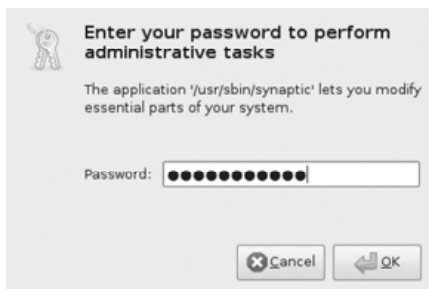 Enter your password to perform
administrative tasks
The application '/usr/sbin/synaptic' lets you modify
essential parts of your system.
Password: ●●●●●●●●●●●
Cancel OK